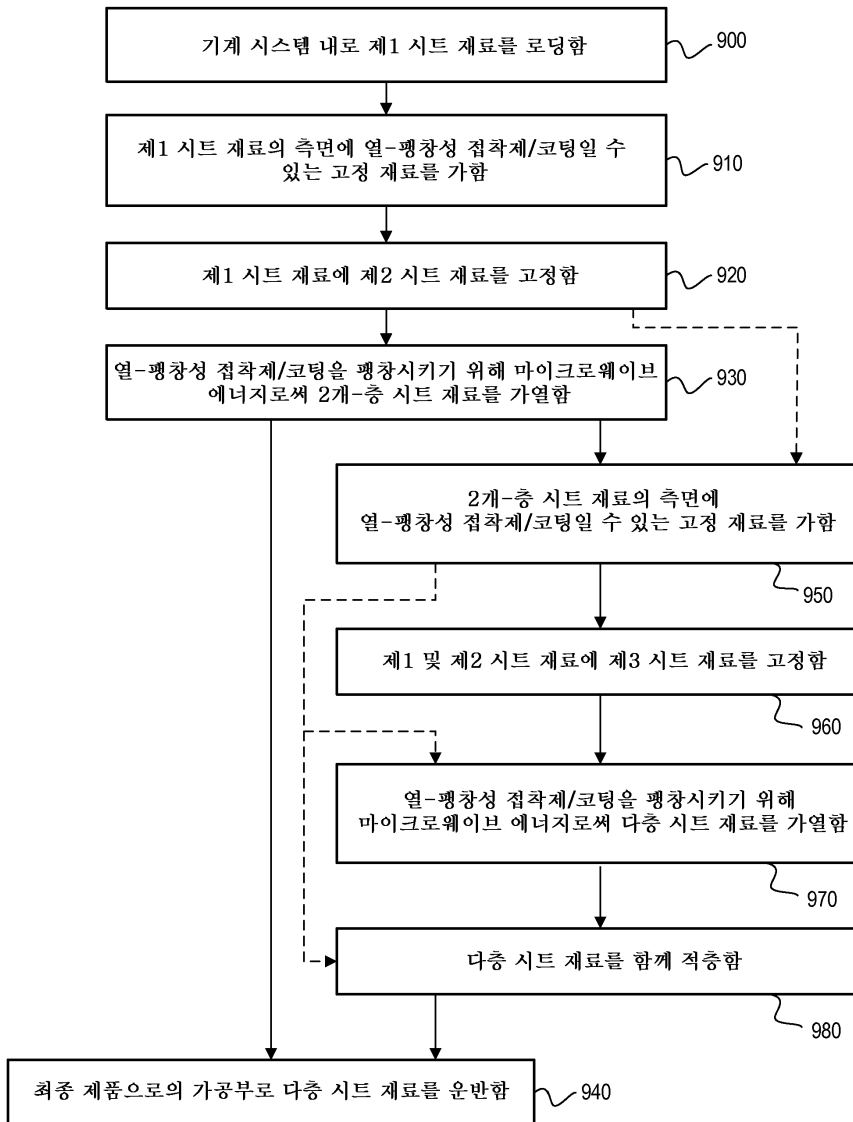 기계 시스템 내로 제1 시트 재료를 로딩함
900
제1 시트 재료의 측면에 열-팽창성 접착제/코팅일 수
있는 고정 재료를 가함
910
제1 시트 재료에 제2 시트 재료를 고정함
920
열-팽창성 접착제/코팅을 팽창시키기 위해 마이크로웨이브
에너지로써 2개-층 시트 재료를 가열함
930
2개-층 시트 재료의 측면에
열-팽창성 접착제/코팅일 수 있는 고정 재료를 가함
950
제1 및 제2 시트 재료에 제3 시트 재료를 고정함
960
열-팽창성 접착제/코팅을 팽창시키기 위해
마이크로웨이브 에너지로써 다층 시트 재료를 가열함
970
다층 시트 재료를 함께 적층함
980
최종 제품으로의 가공부로 다층 시트 재료를 운반함
940